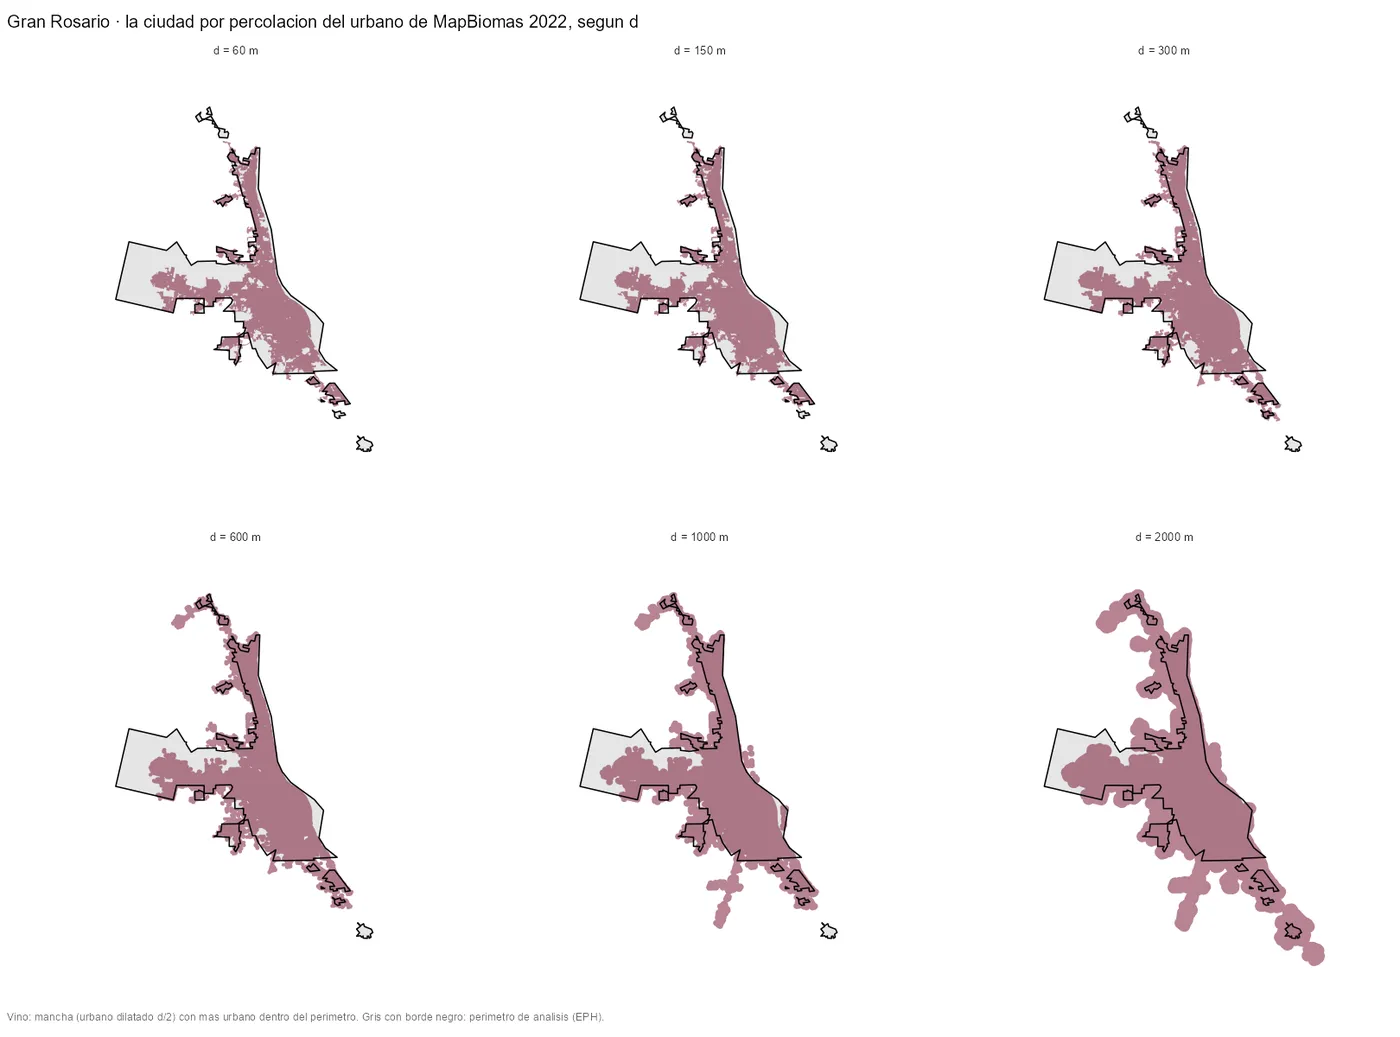 Gran Rosario · la ciudad por percolacion del urbano de MapBiomas 2022, segun d
d = 60 m
d = 150 m
d = 300 m
d = 600 m
d = 1000 m
d = 2000 m
Vino: mancha (urbano dilatado d/2) con mas urbano dentro del perimetro. Gris con borde negro: perimetro de analisis (EPH).